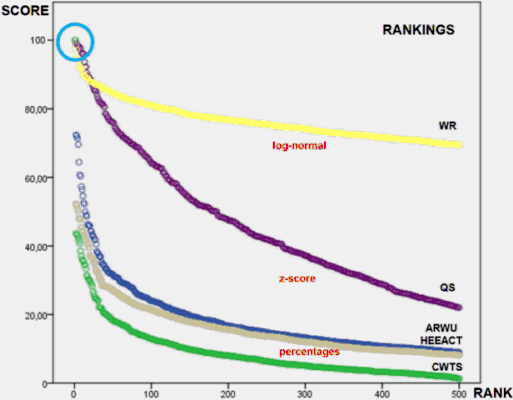 SCORE
RANKINGS
100
80,00
60,00
40,00
20,00
0
WR
log-normal
QS
z-score
ARWU
HEEACT
percentages
CWTS
0 100 200 300 400 500
RANK